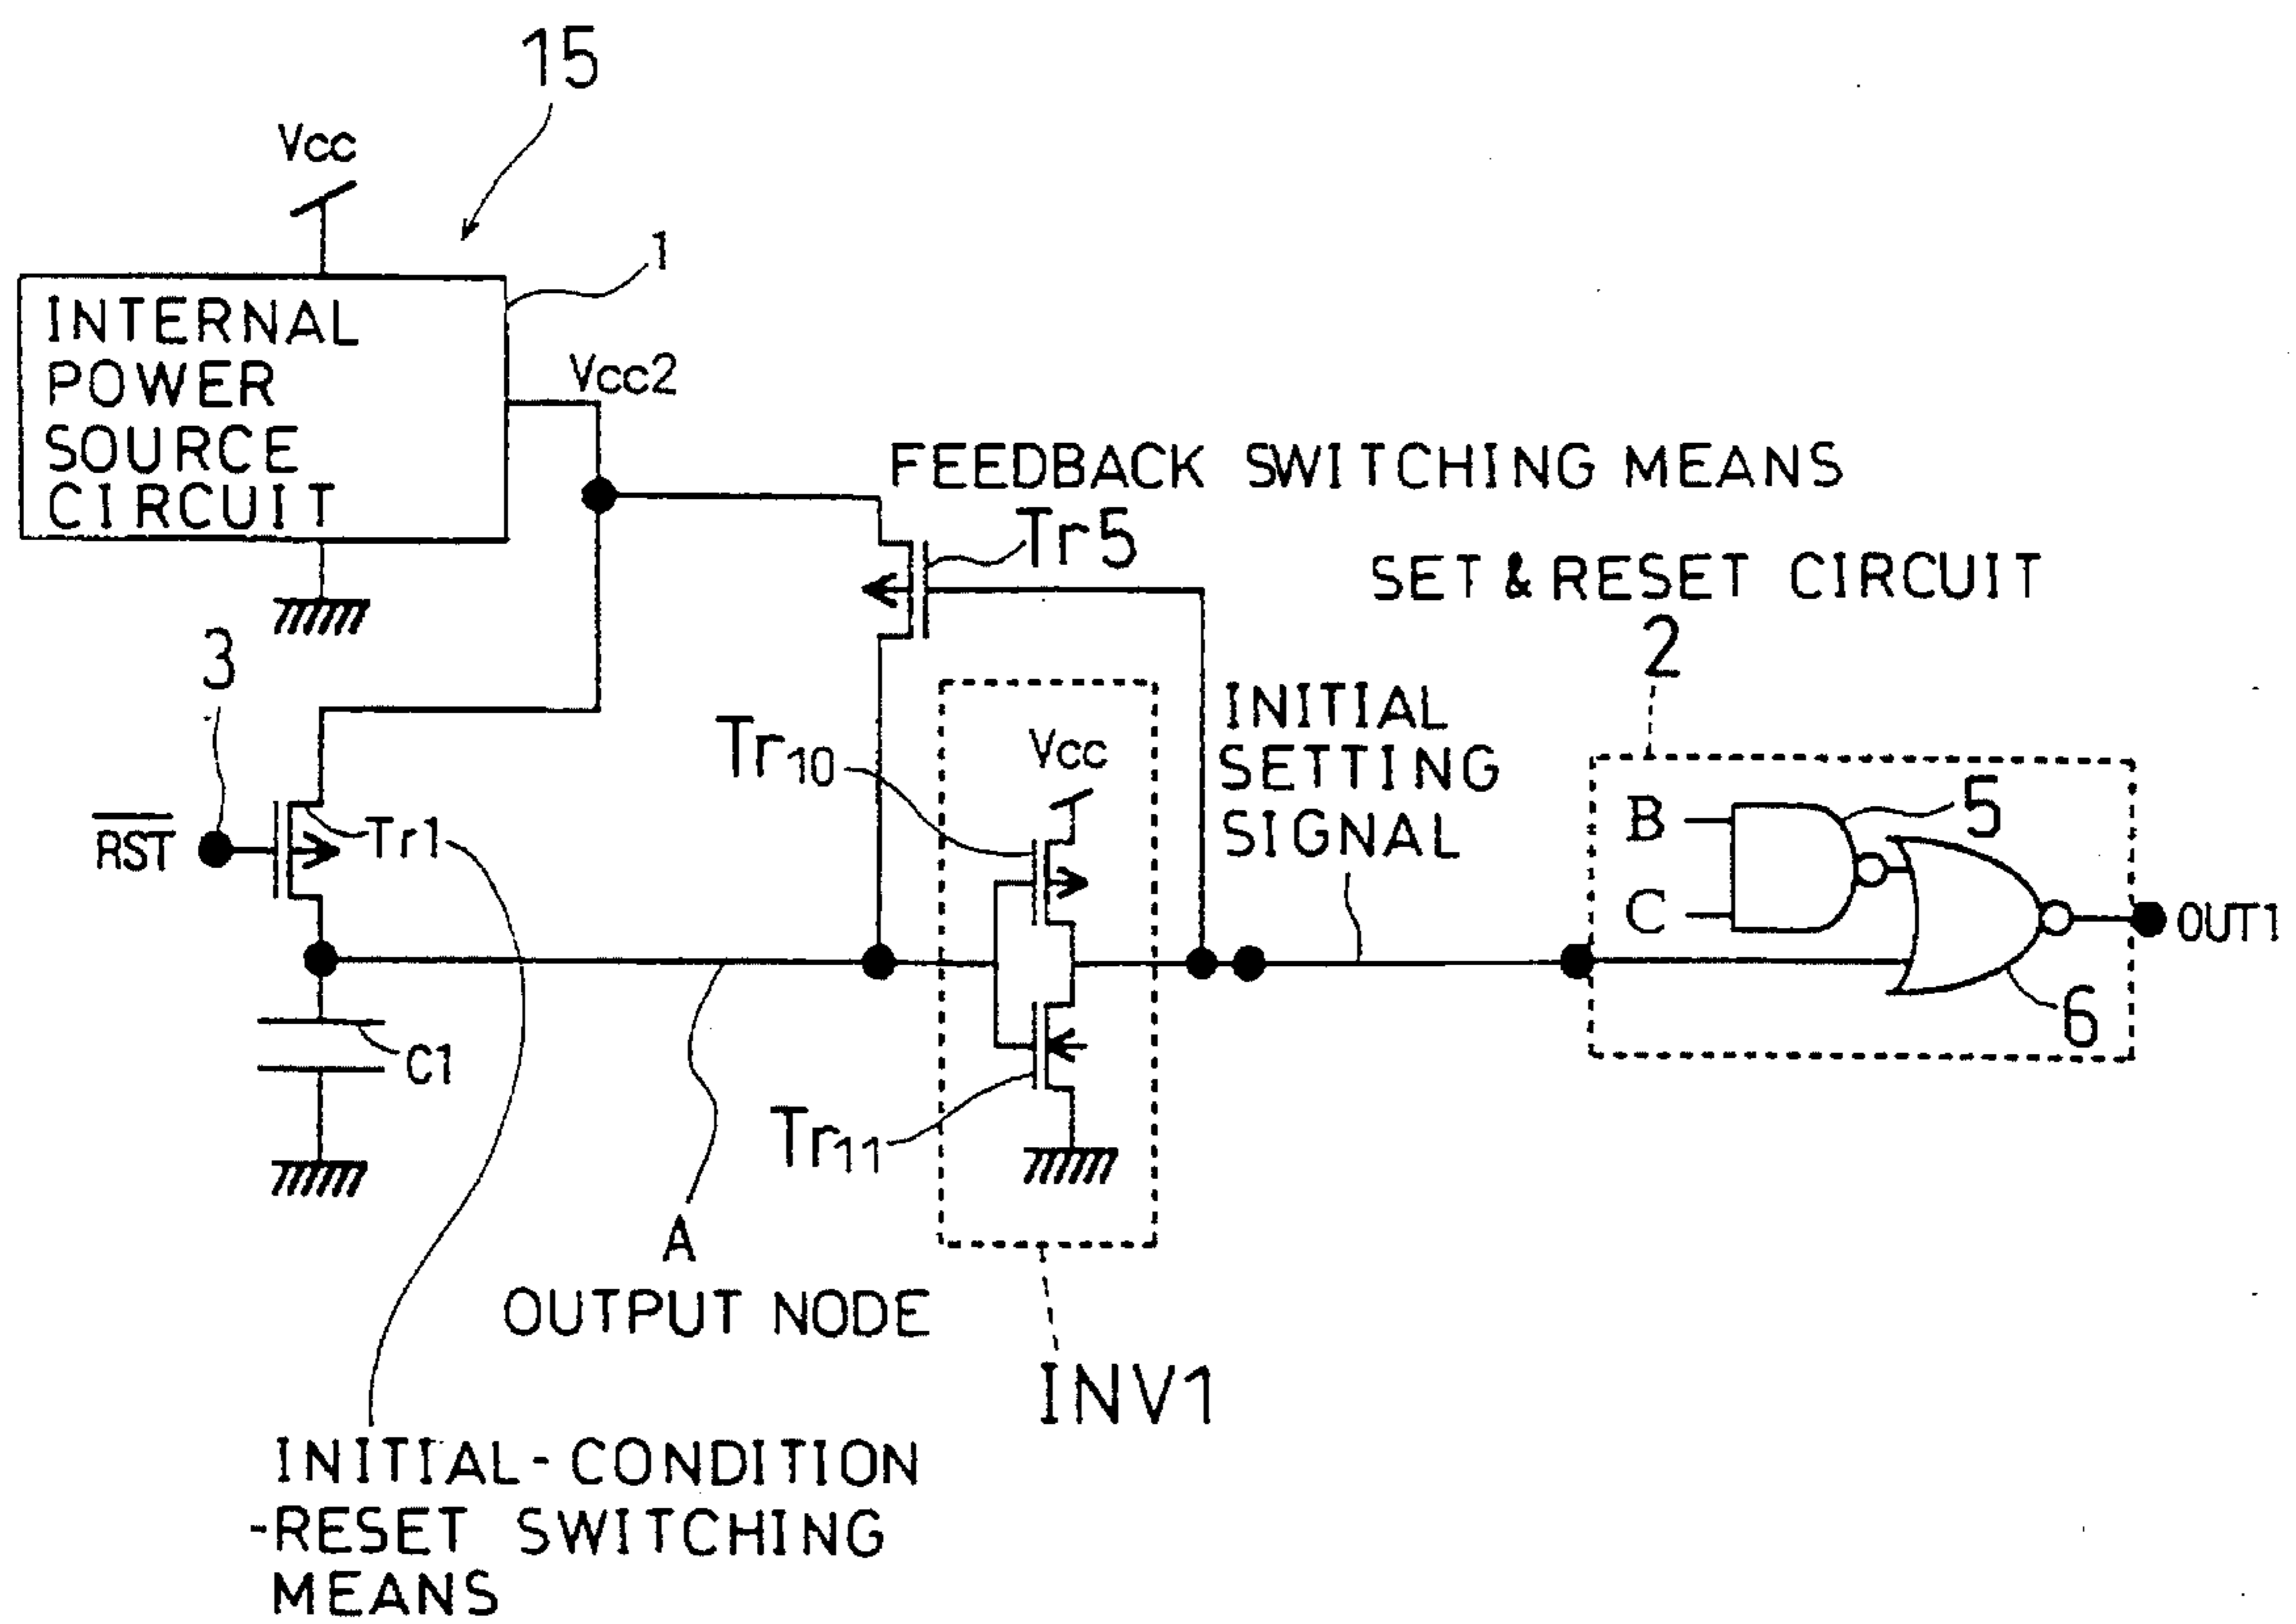 15
Vcc
1
INTERNAL
POWER
SOURCE
CIRCUIT
Vcc2
FEEDBACK SWITCHING MEANS
Tr5
SET & RESET CIRCUIT
2
3
RST
Tr1
Tr10
Vcc
INITIAL
SETTING
SIGNAL
B
C
5
6
OUT1
C1
Tr11
A
OUTPUT NODE
INV1
INITIAL-CONDITION
-RESET SWITCHING
MEANS